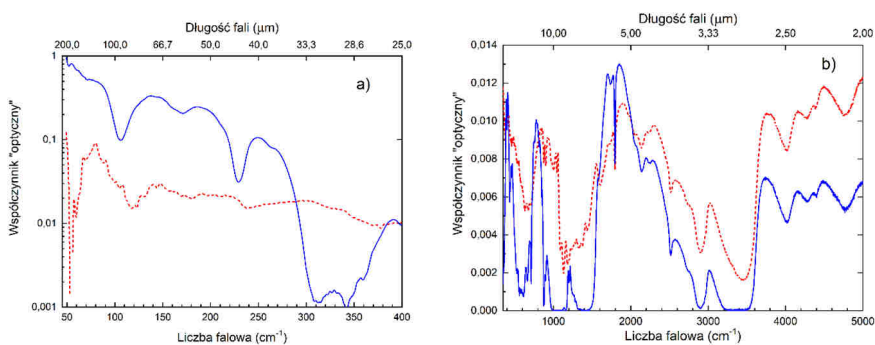 Długość fali (μm)
200,0 100,0 66,7 50,0 40,0 33,3 28,6 25,0
1
0,1
0,01
0,001
Współczynnik "optyczny"
a)
50 100 150 200 250 300 350 400
Liczba falowa (cm⁻¹)
Długość fali (μm)
10,00 5,00 3,33 2,50 2,00
0,014
0,012
0,010
0,008
0,006
0,004
0,002
0,000
Współczynnik "optyczny"
b)
1000 2000 3000 4000 5000
Liczba falowa (cm⁻¹)